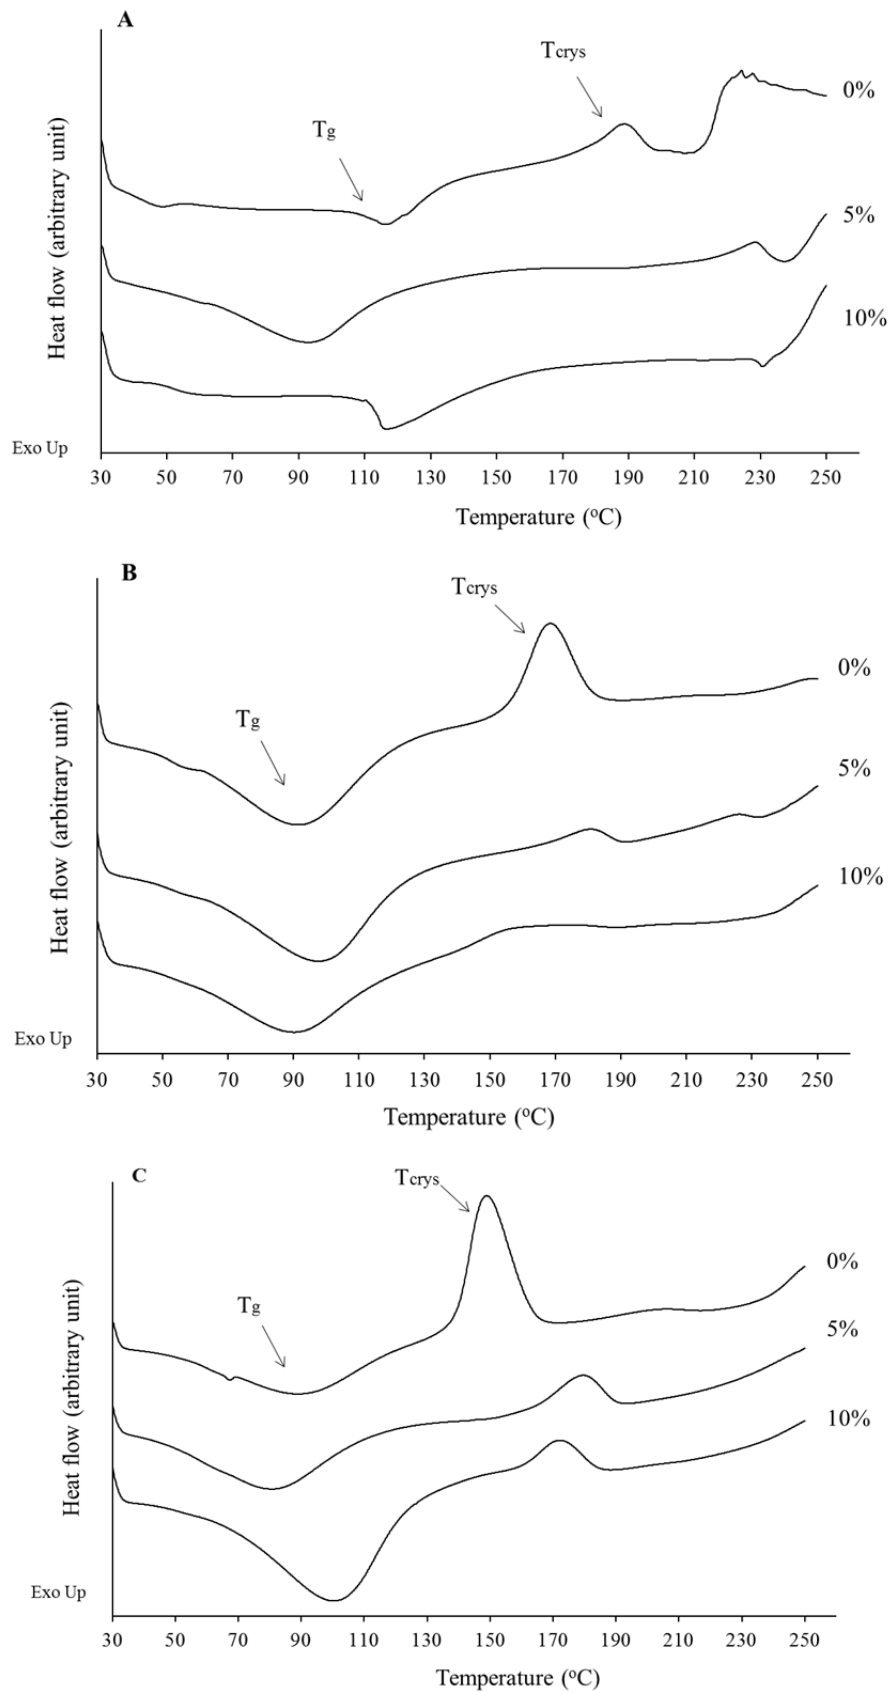 A
Tcrys
0%
Tg
5%
10%
Heat flow (arbitrary unit)
Exo Up
30 50 70 90 110 130 150 170 190 210 230 250
Temperature (oC)
B
Tcrys
0%
Tg
5%
10%
Heat flow (arbitrary unit)
Exo Up
30 50 70 90 110 130 150 170 190 210 230 250
Temperature (oC)
C
Tcrys
0%
Tg
5%
10%
Heat flow (arbitrary unit)
Exo Up
30 50 70 90 110 130 150 170 190 210 230 250
Temperature (oC)